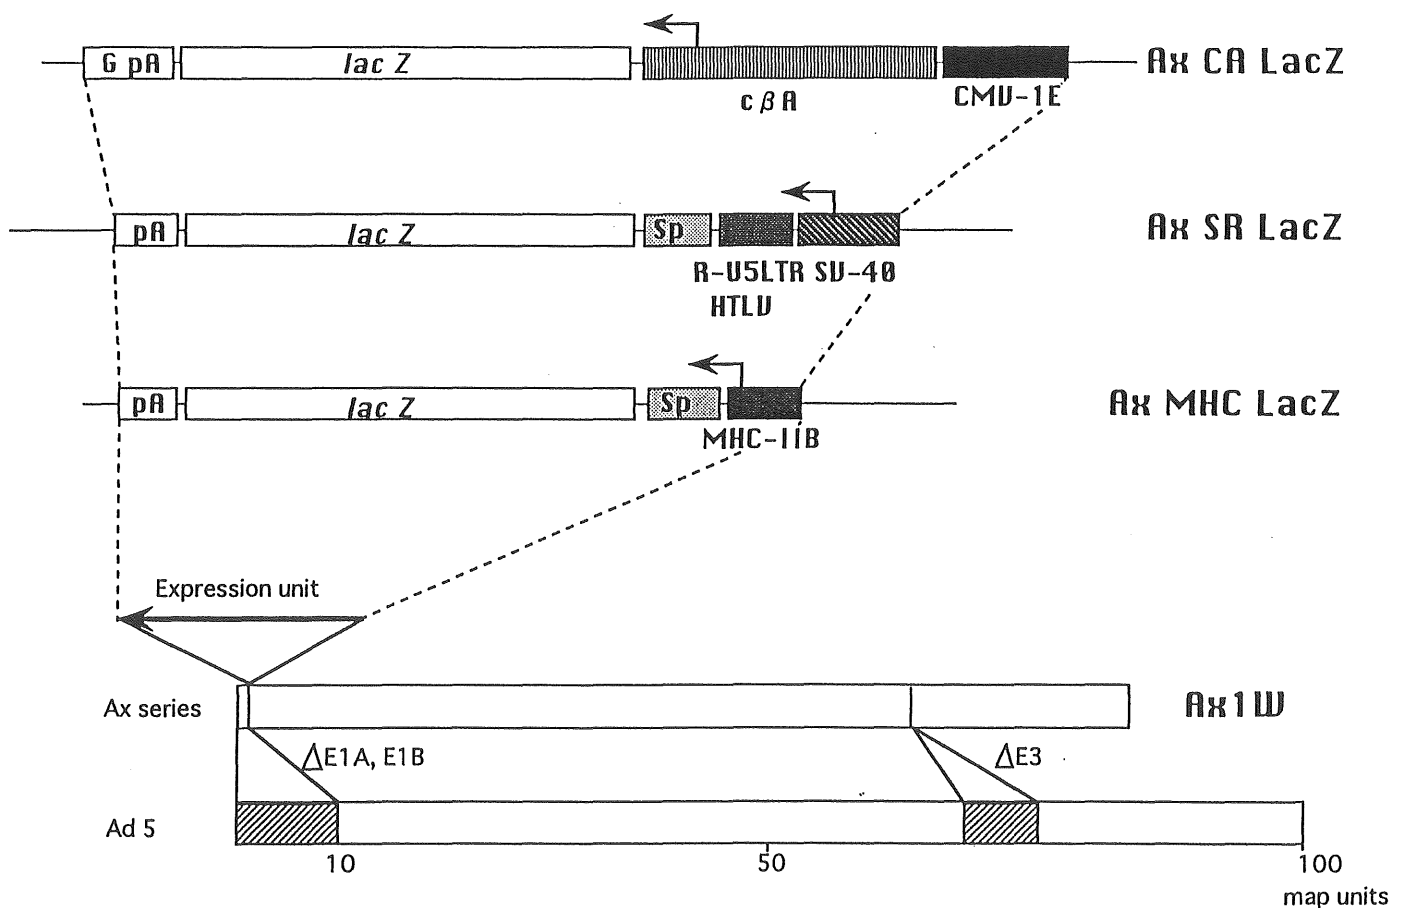 G pA lac Z Ax CA LacZ
cβA CMV-1E
pA lac Z Sp Ax SR LacZ
R-U5LTR SV-40
HTLV
pA lac Z Sp Ax MHC LacZ
MHC-IIB
Expression unit
Ax series Ax1W
ΔE1A, E1B ΔE3
Ad 5
10 50 100
map units